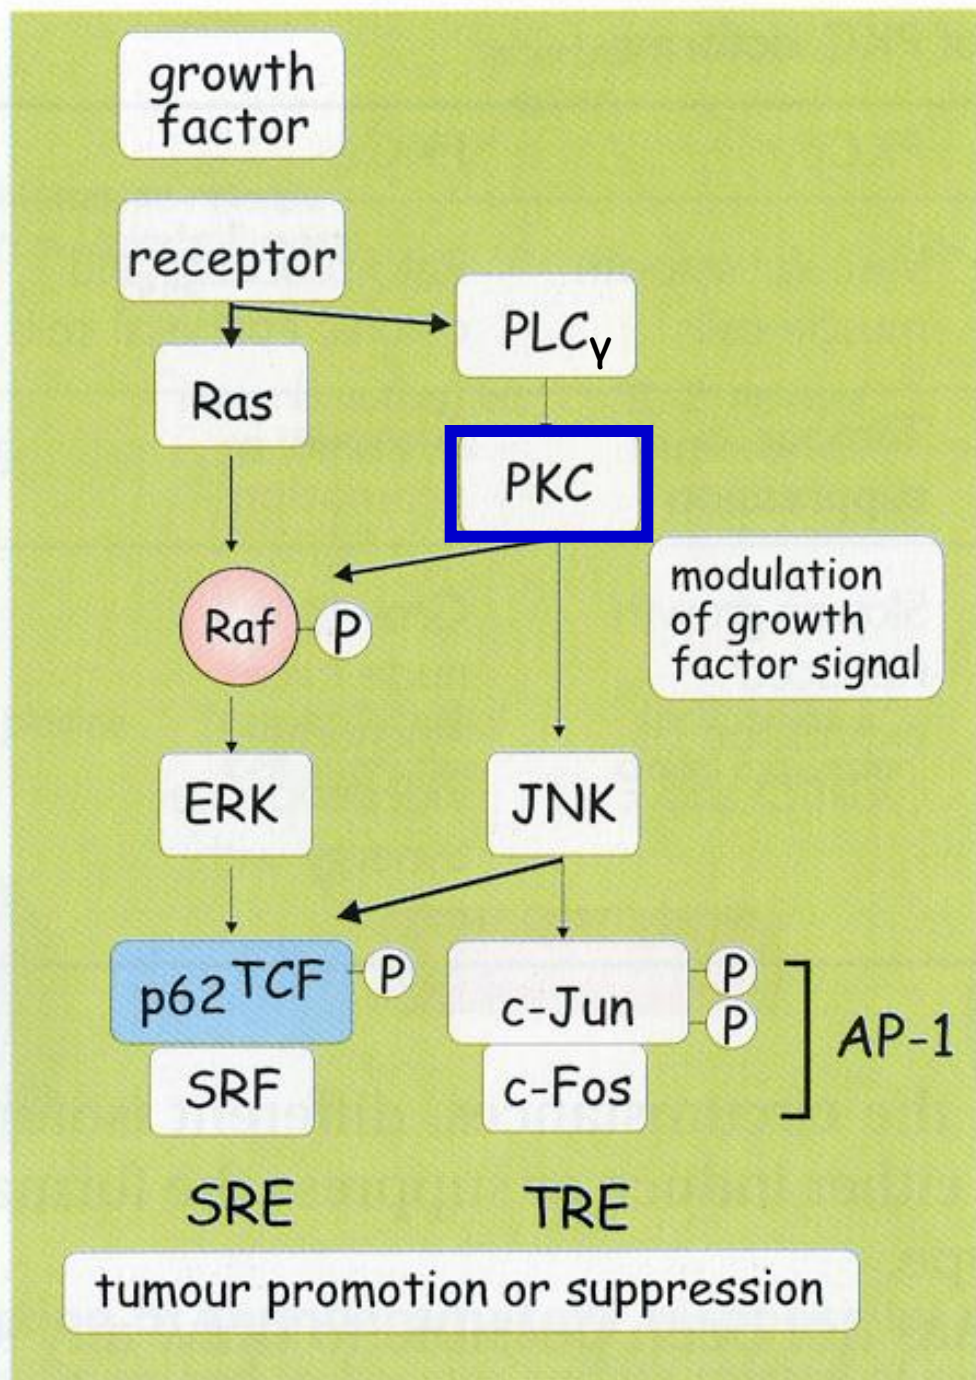 growth
factor
receptor
PLCγ
Ras
PKC
modulation
of growth
factor signal
Raf
P
ERK
JNK
p62TCF
P
c-Jun
P
P
AP-1
SRF
c-Fos
SRE
TRE
tumour promotion or suppression